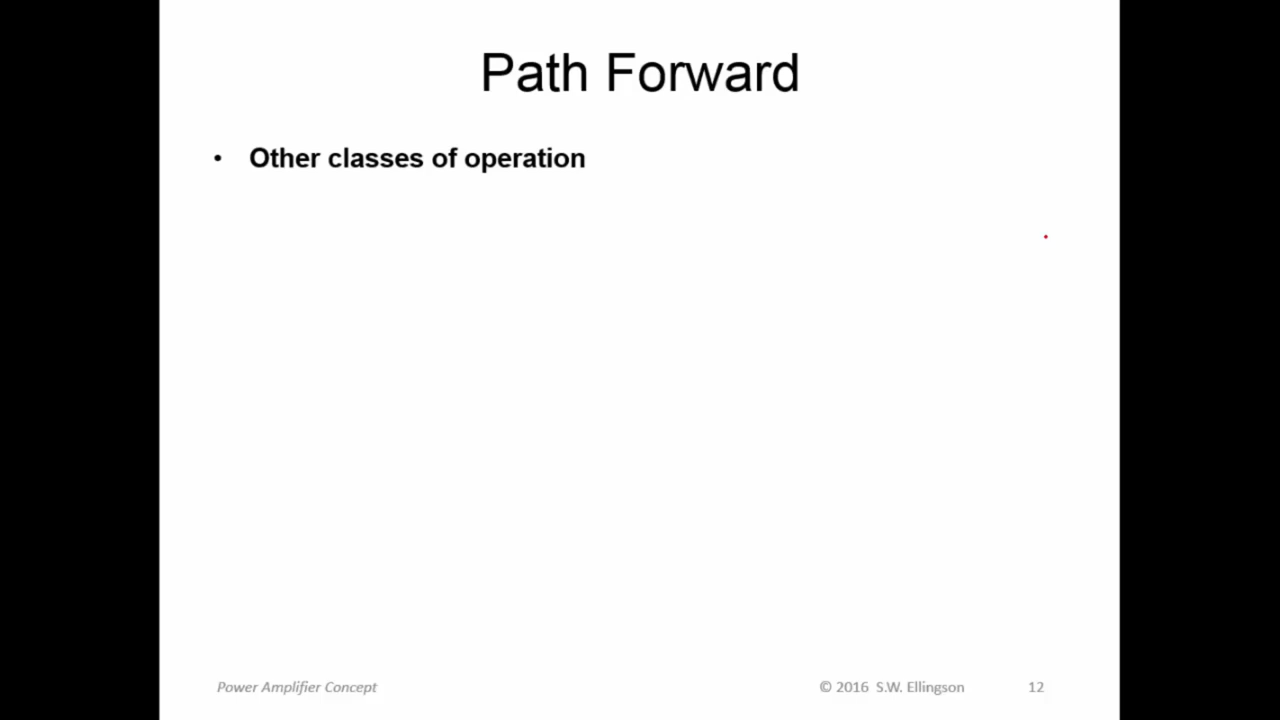 Path Forward
• Other classes of operation
Power Amplifier Concept © 2016 S.W. Ellingson 12